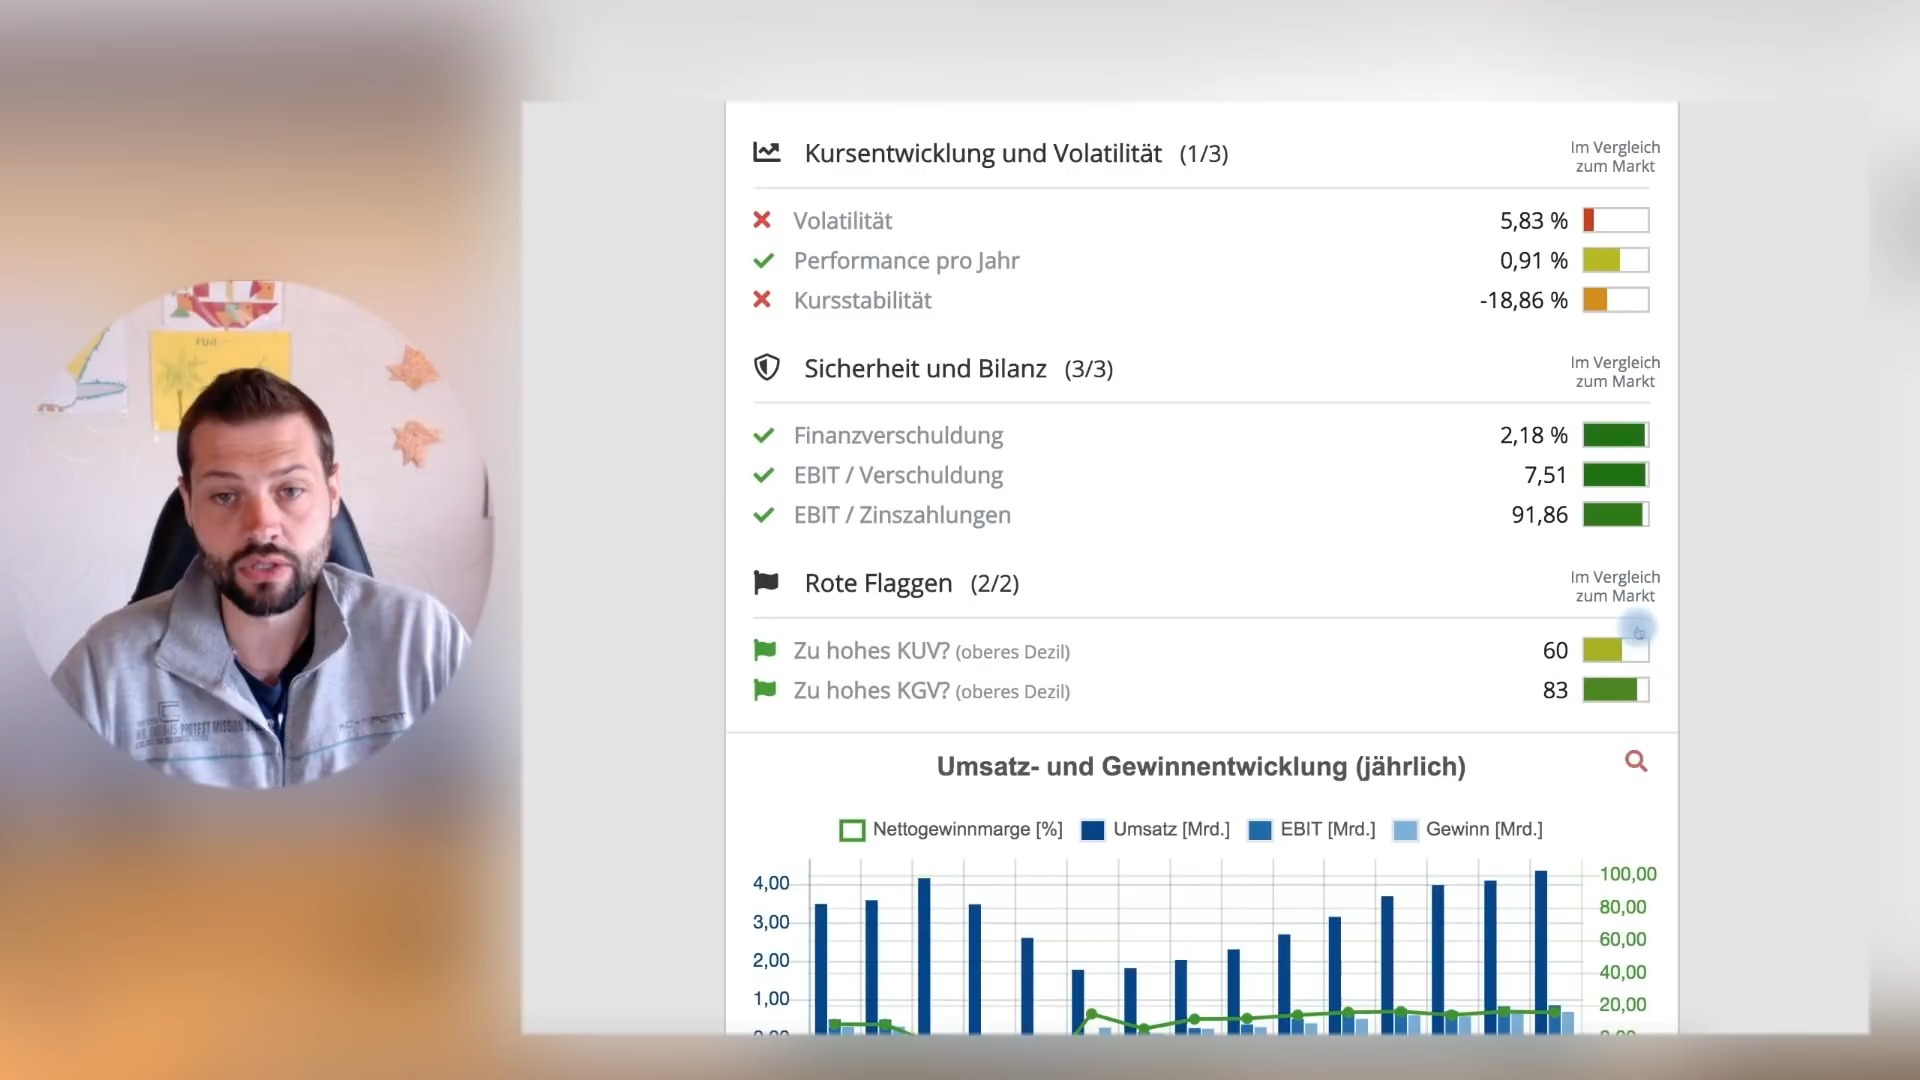 Kursentwicklung und Volatilität (1/3)
Im Vergleich
zum Markt
Volatilität 5,83 %
Performance pro Jahr 0,91 %
Kursstabilität -18,86 %
Sicherheit und Bilanz (3/3)
Im Vergleich
zum Markt
Finanzverschuldung 2,18 %
EBIT / Verschuldung 7,51
EBIT / Zinszahlungen 91,86
Rote Flaggen (2/2)
Im Vergleich
zum Markt
Zu hohes KUV? (oberes Dezil) 60
Zu hohes KGV? (oberes Dezil) 83
Umsatz- und Gewinnentwicklung (jährlich)
Nettogewinnmarge [%] Umsatz [Mrd.] EBIT [Mrd.] Gewinn [Mrd.]
4,00 100,00
3,00 80,00
2,00 60,00
1,00 40,00
20,00